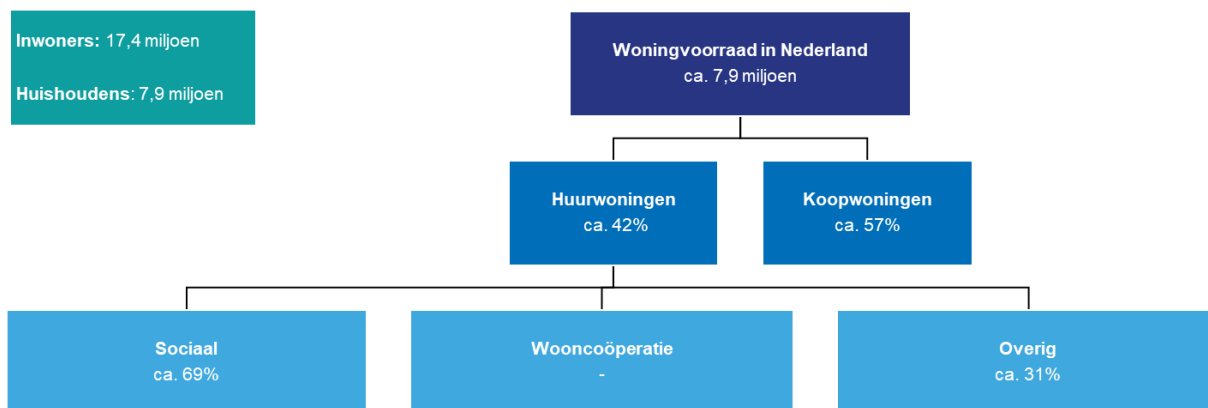 Inwoners: 17,4 miljoen
Huishoudens: 7,9 miljoen
Woningvoorraad in Nederland
ca. 7,9 miljoen
Huurwoningen
ca. 42%
Koopwoningen
ca. 57%
Sociaal
ca. 69%
Wooncoöperatie
-
Overig
ca. 31%